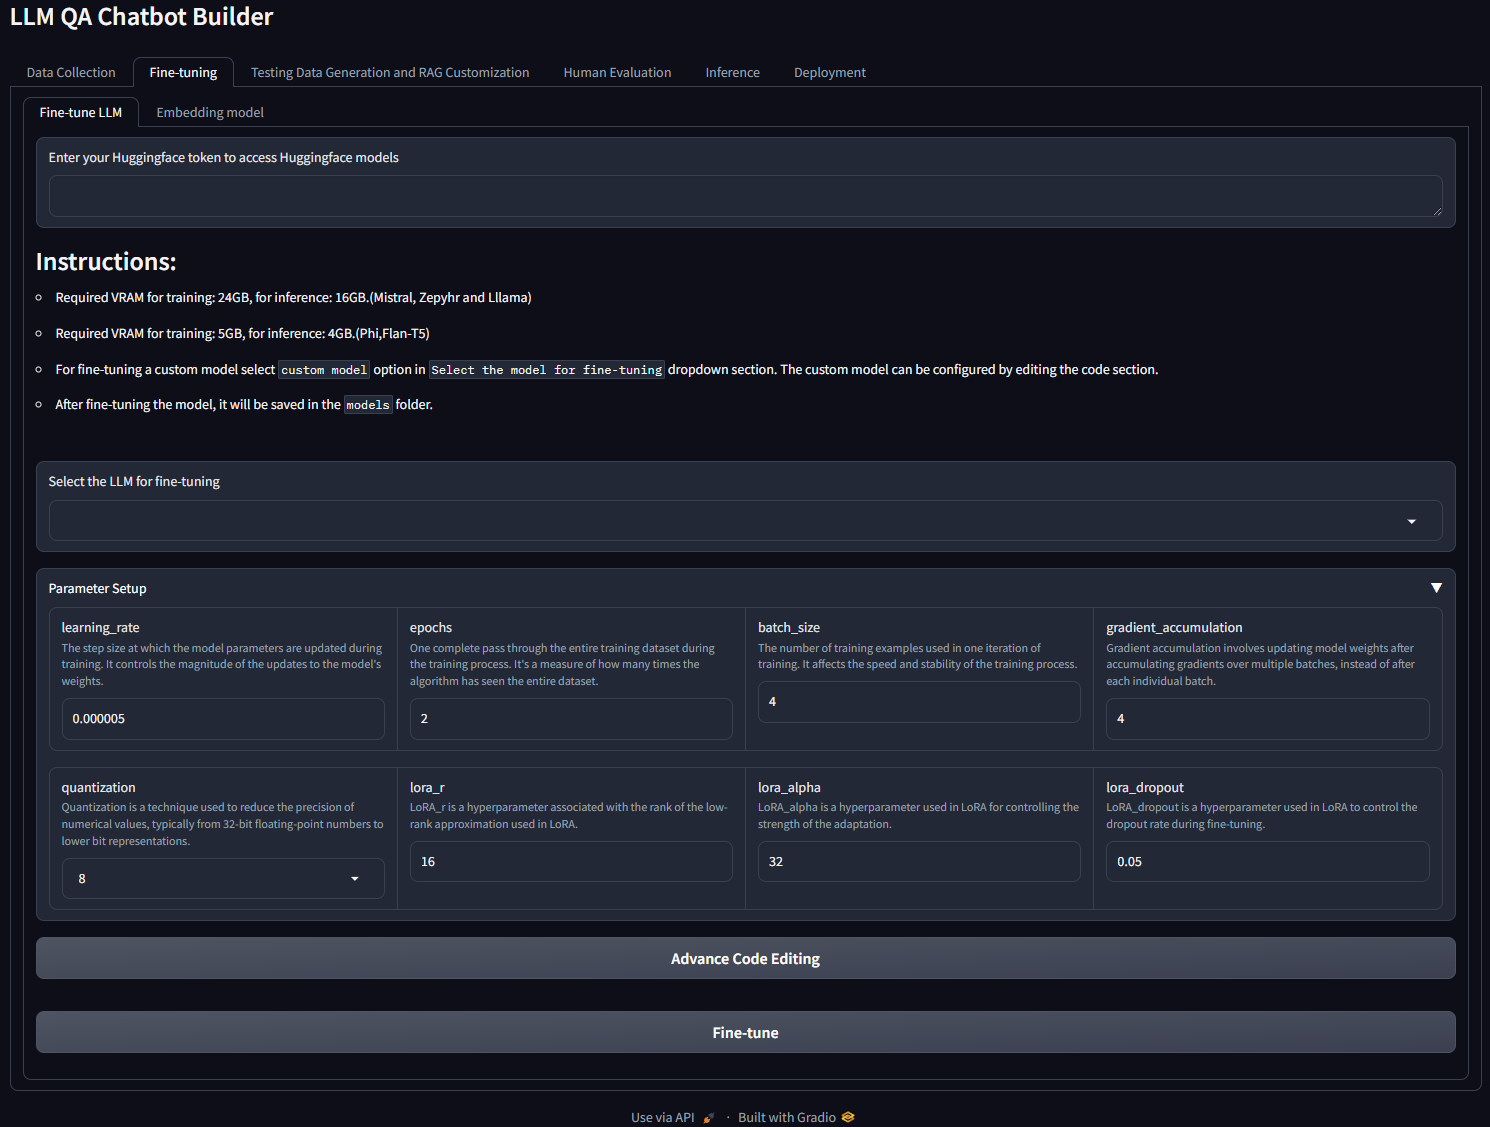 LLM QA Chatbot Builder
Data Collection
Fine-tuning
Testing Data Generation and RAG Customization
Human Evaluation
Inference
Deployment
Fine-tune LLM
Embedding model
Enter your Huggingface token to access Huggingface models
Instructions:
Required VRAM for training: 24GB, for inference: 16GB.(Mistral, Zepyhr and Lllama)
Required VRAM for training: 5GB, for inference: 4GB.(Phi,Flan-T5)
For fine-tuning a custom model select custom model option in Select the model for fine-tuning dropdown section. The custom model can be configured by editing the code section.
After fine-tuning the model, it will be saved in the models folder.
Select the LLM for fine-tuning
Parameter Setup
learning_rate
The step size at which the model parameters are updated during
training. It controls the magnitude of the updates to the model's
weights.
0.000005
epochs
One complete pass through the entire training dataset during
the training process. It's a measure of how many times the
algorithm has seen the entire dataset.
2
batch_size
The number of training examples used in one iteration of
training. It affects the speed and stability of the training process.
4
gradient_accumulation
Gradient accumulation involves updating model weights after
accumulating gradients over multiple batches, instead of after
each individual batch.
4
quantization
Quantization is a technique used to reduce the precision of
numerical values, typically from 32-bit floating-point numbers to
lower bit representations.
8
lora_r
LoRA_r is a hyperparameter associated with the rank of the low-
rank approximation used in LoRA.
16
lora_alpha
LoRA_alpha is a hyperparameter used in LoRA for controlling the
strength of the adaptation.
32
lora_dropout
LoRA_dropout is a hyperparameter used in LoRA to control the
dropout rate during fine-tuning.
0.05
Advance Code Editing
Fine-tune
Use via API · Built with Gradio